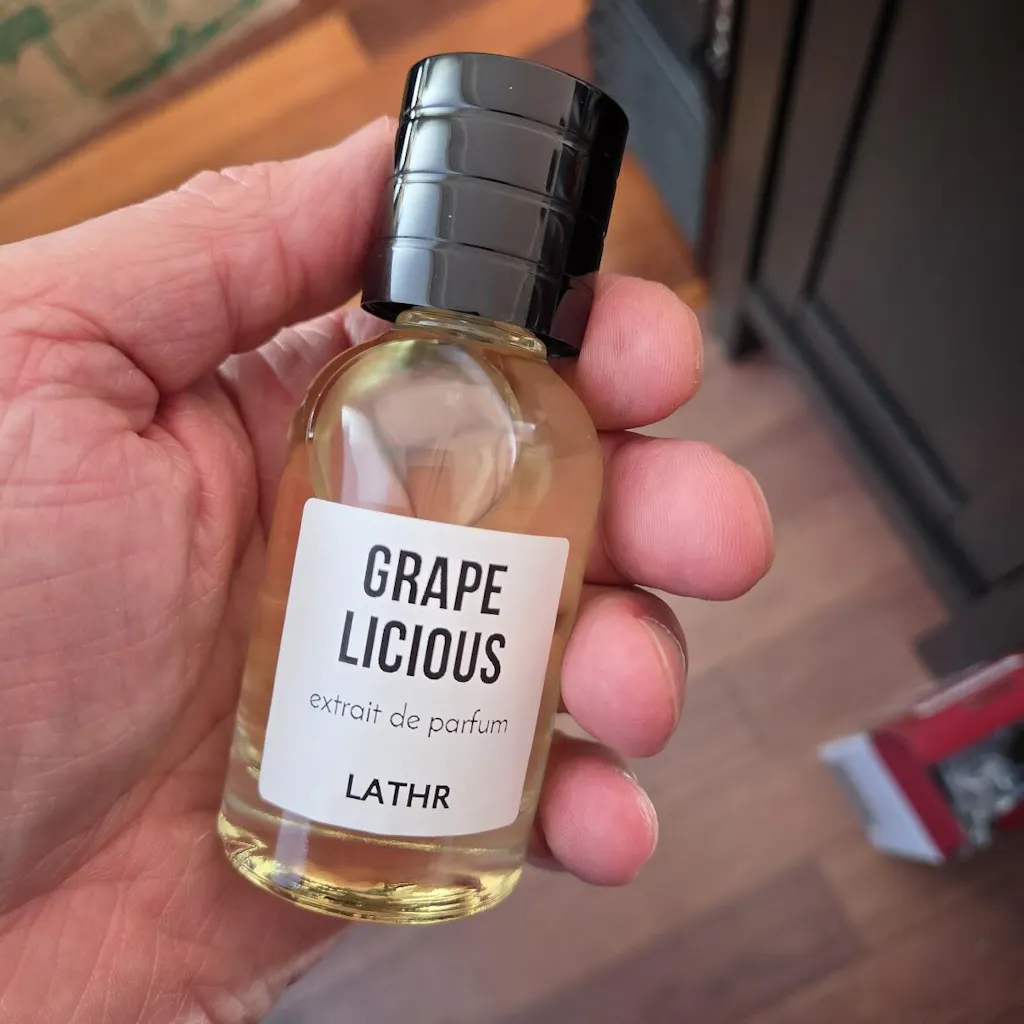 GRAPE
LICIOUS
extrait de parfum
LATHR